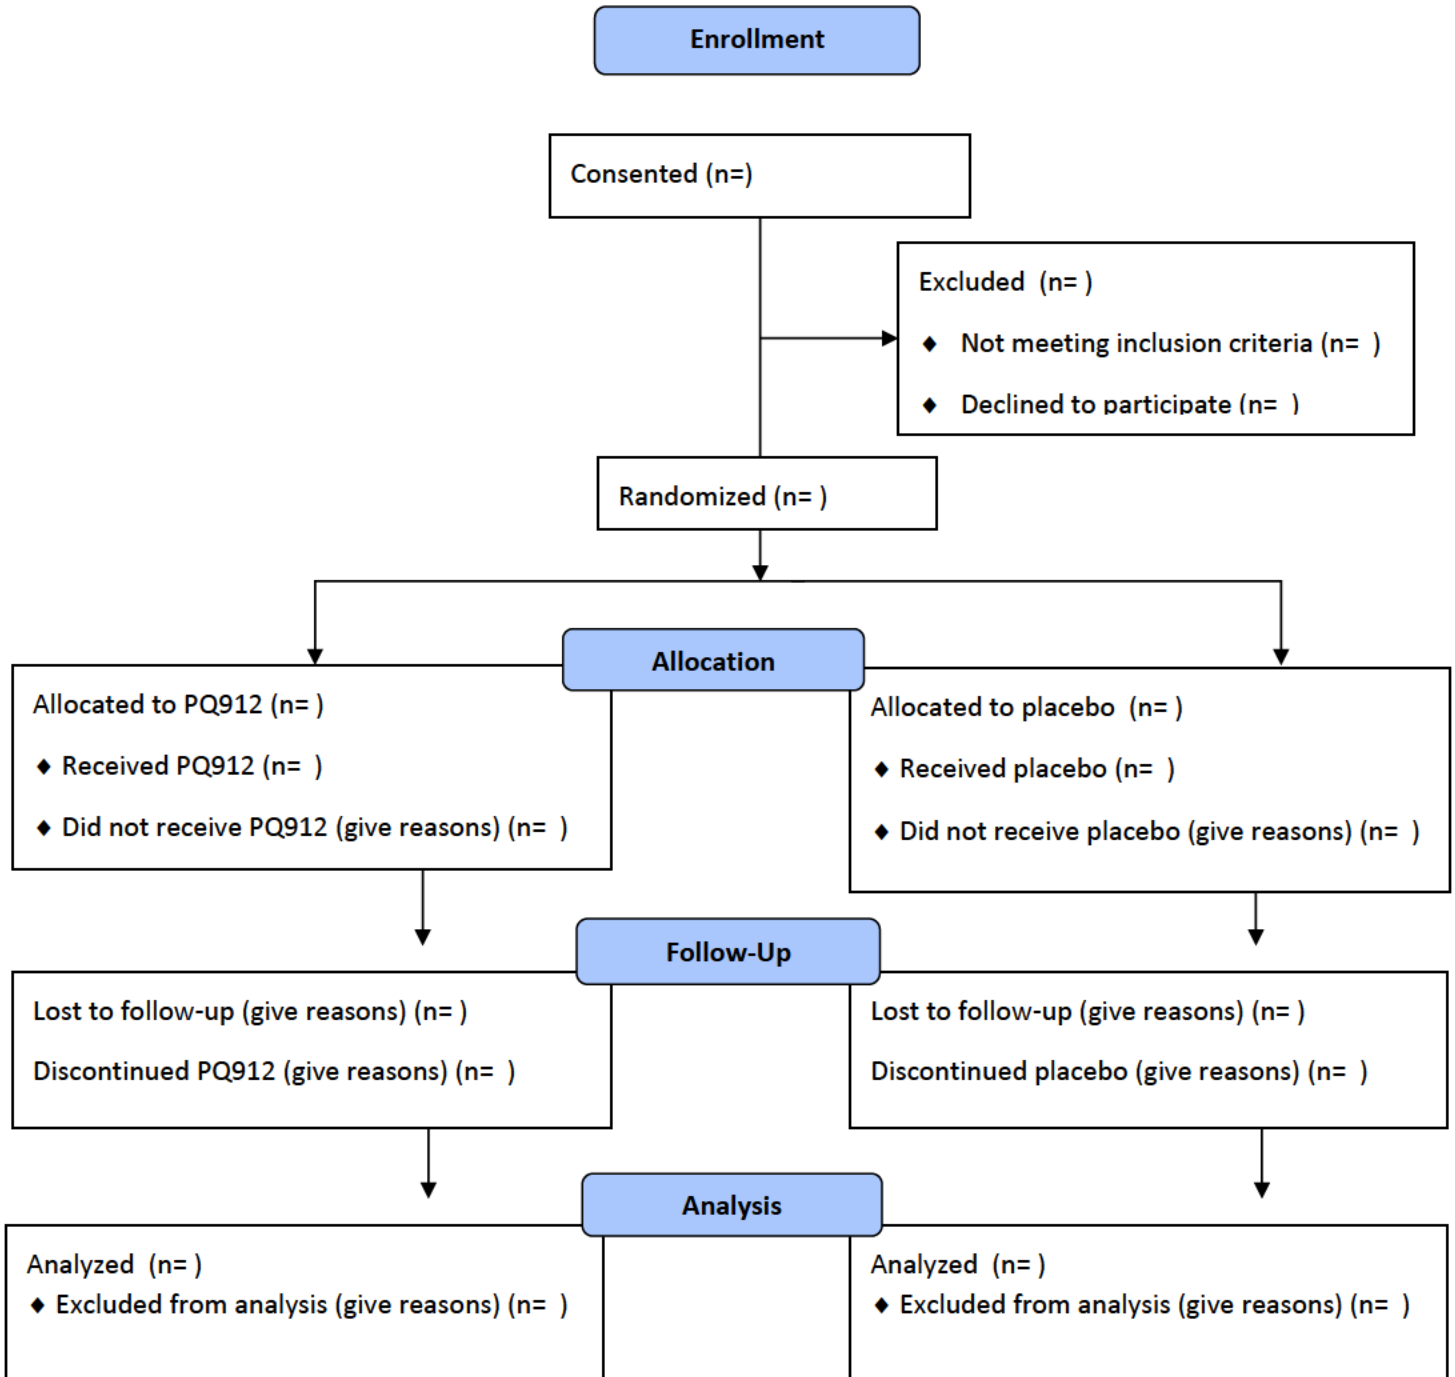 Enrollment
Consented (n=)
Excluded (n= )
♦ Not meeting inclusion criteria (n= )
♦ Declined to participate (n= )
Randomized (n= )
Allocation
Allocated to PQ912 (n= )
♦ Received PQ912 (n= )
♦ Did not receive PQ912 (give reasons) (n= )
Allocated to placebo (n= )
♦ Received placebo (n= )
♦ Did not receive placebo (give reasons) (n= )
Follow-Up
Lost to follow-up (give reasons) (n= )
Discontinued PQ912 (give reasons) (n= )
Lost to follow-up (give reasons) (n= )
Discontinued placebo (give reasons) (n= )
Analysis
Analyzed (n= )
♦ Excluded from analysis (give reasons) (n= )
Analyzed (n= )
♦ Excluded from analysis (give reasons) (n= )